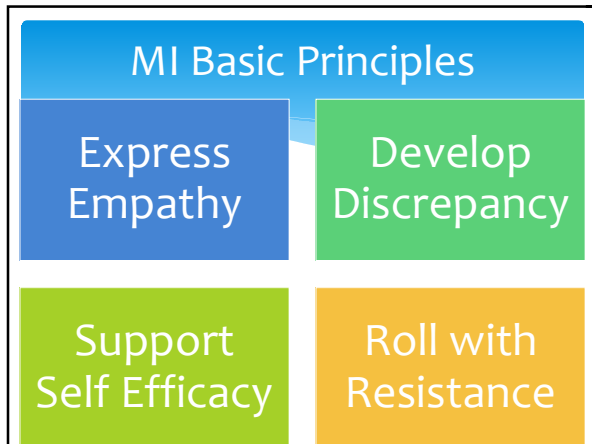 MI Basic Principles
Express
Empathy
Develop
Discrepancy
Support
Self Efficacy
Roll with
Resistance